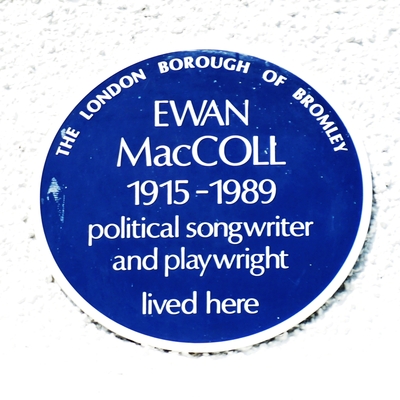 THE LONDON BOROUGH OF BROMLEY
EWAN
MacCOLL
1915-1989
political songwriter
and playwright
lived here